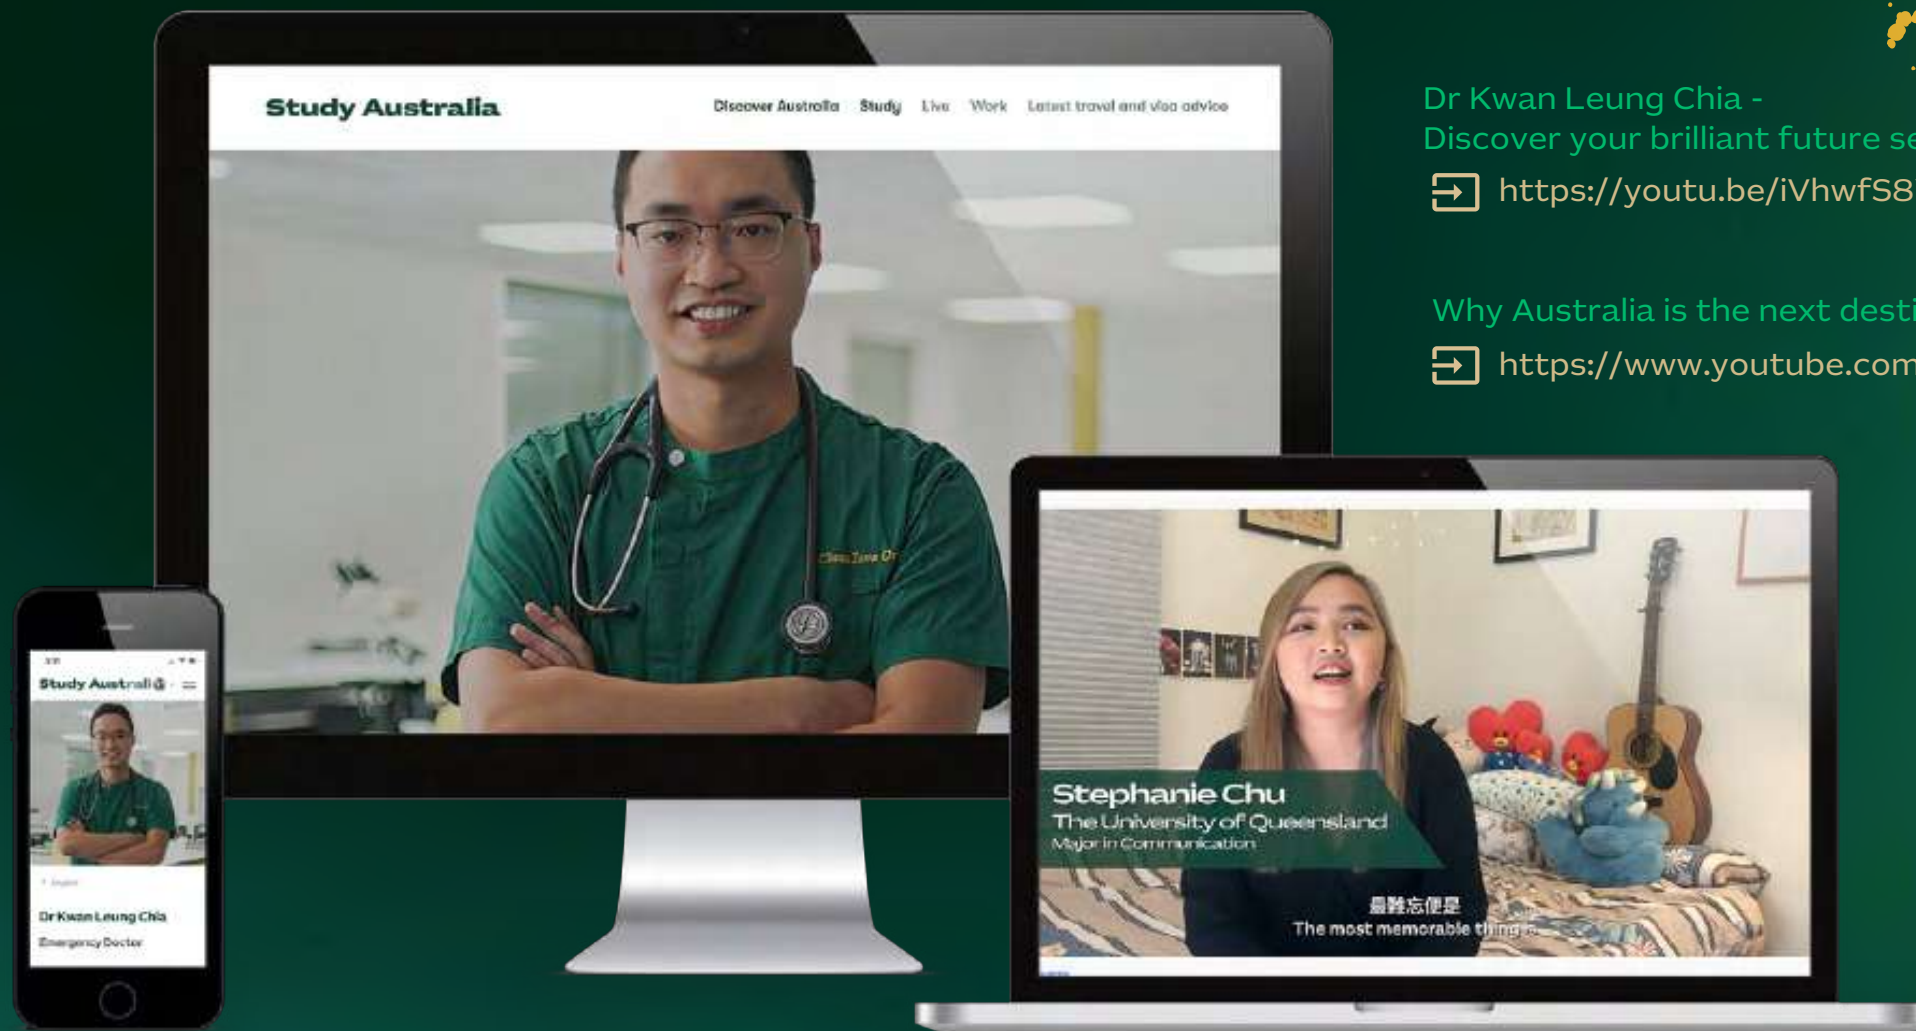 Study Australia
Discover Australia Study Live Work Latest travel and visa advice
Dr Kwan Leung Chia -
Discover your brilliant future se
https://youtu.be/iVhwfS8
Why Australia is the next desti
https://www.youtube.com
Study Australi
Dr Kwan Leung Chia
Emergency Doctor
Stephanie Chu
The University of Queensland
Major in Communication
最難忘便是
The most memorable thing is